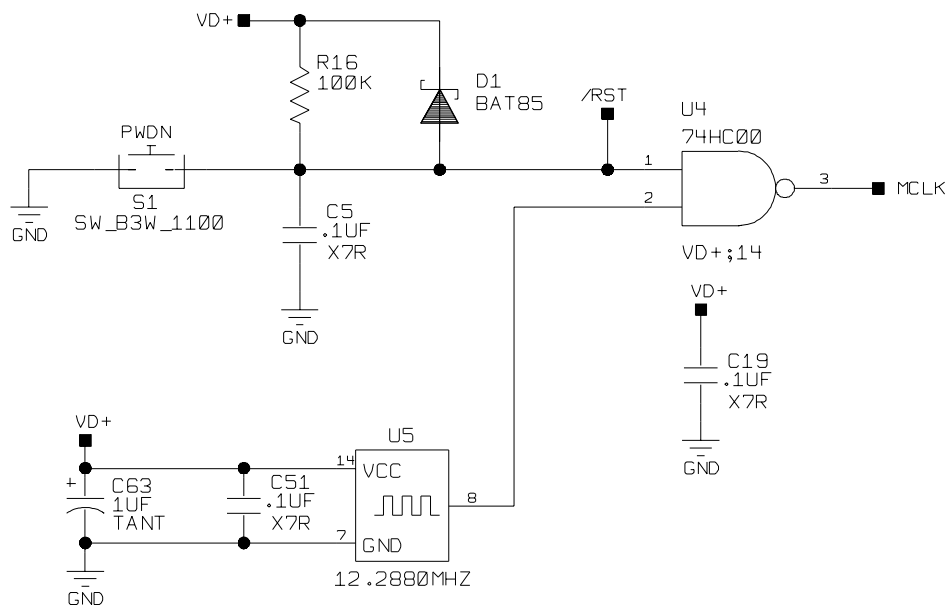 VD+
R16
100K
D1
BAT85
/RST
U4
74HC00
PWDN
1
3
MCLK
2
S1
SW_B3W_1100
GND
C5
.1UF
X7R
VD+;14
VD+
GND
C19
.1UF
X7R
VD+
U5
GND
14
VCC
C63
1UF
TANT
C51
.1UF
X7R
8
+
7
GND
12.2880MHZ
GND